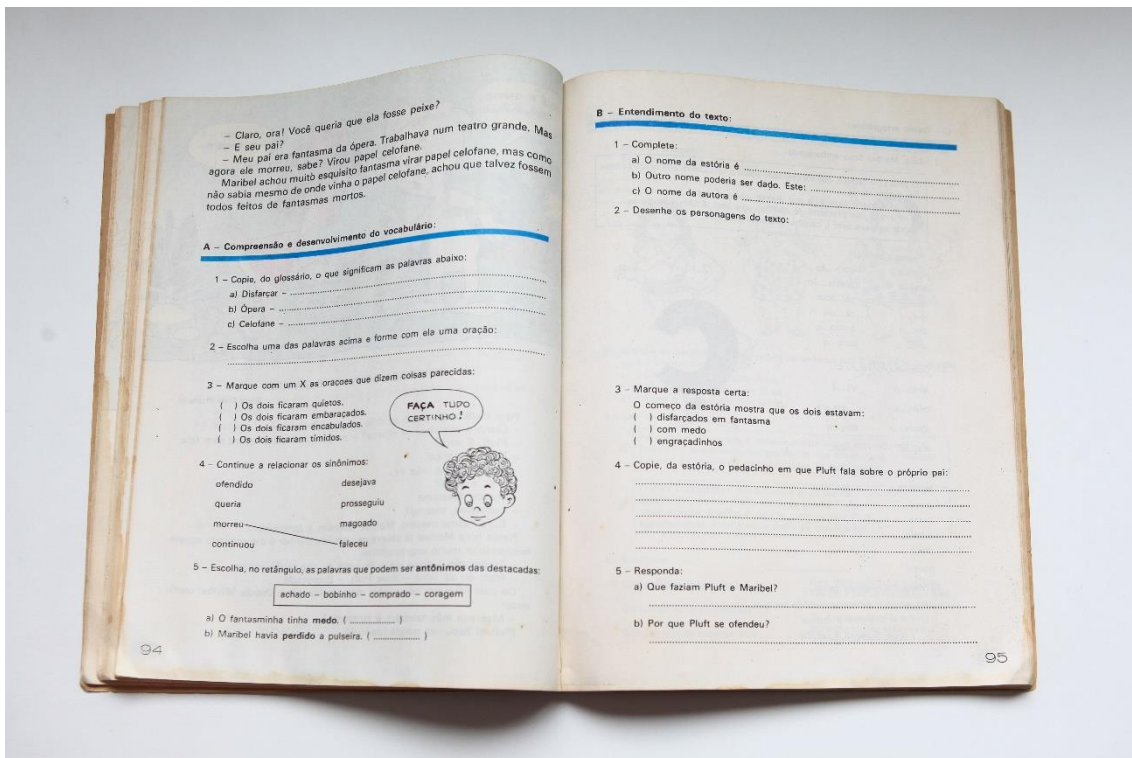 – Claro, ora! Você queria que ela fosse peixe?
– E seu pai?
– Meu pai era fantasma da ópera. Trabalhava num teatro grande. Mas
agora ele morreu, sabe? Virou papel celofane.
Maribel achou muito esquisito fantasma virar papel celofane, mas como
não sabia mesmo de onde vinha o papel celofane, achou que talvez fossem
todos feitos de fantasmas mortos.
A – Compreensão e desenvolvimento do vocabulário:
1 – Copie, do glossário, o que significam as palavras abaixo:
a) Disfarçar – ........................
b) Ópera – ........................
c) Celofane – ........................
2 – Escolha uma das palavras acima e forme com ela uma oração:
3 – Marque com um X as oracoes que dizem coisas parecidas:
( ) Os dois ficaram quietos.
( ) Os dois ficaram embaraçados.
( ) Os dois ficaram encabulados.
( ) Os dois ficaram tímidos.
FAÇA TUDO
CERTINHO!
4 – Continue a relacionar os sinônimos:
ofendido desejava
queria prosseguiu
morreu magoado
continuou faleceu
5 – Escolha, no retângulo, as palavras que podem ser antônimos das destacadas:
achado – bobinho – comprado – coragem
a) O fantasminha tinha medo. ( ................ )
b) Maribel havia perdido a pulseira. ( ................ )
94
B – Entendimento do texto:
1 – Complete:
a) O nome da estória é ........................
b) Outro nome poderia ser dado. Este: ........................
c) O nome da autora é ........................
2 – Desenhe os personagens do texto:
3 – Marque a resposta certa:
O começo da estória mostra que os dois estavam:
( ) disfarçados em fantasma
( ) com medo
( ) engraçadinhos
4 – Copie, da estória, o pedacinho em que Pluft fala sobre o próprio pai:
5 – Responda:
a) Que faziam Pluft e Maribel?
b) Por que Pluft se ofendeu?
95